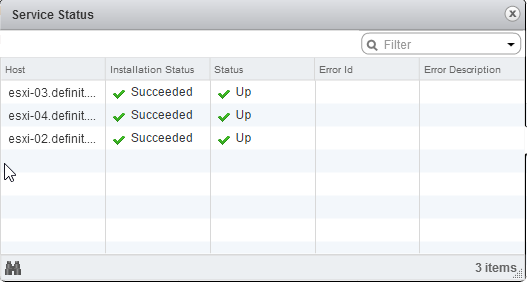 Service Status
Filter
Host Installation Status Status Error Id Error Description
esxi-03.definit.... Succeeded Up
esxi-04.definit.... Succeeded Up
esxi-02.definit.... Succeeded Up
3 items